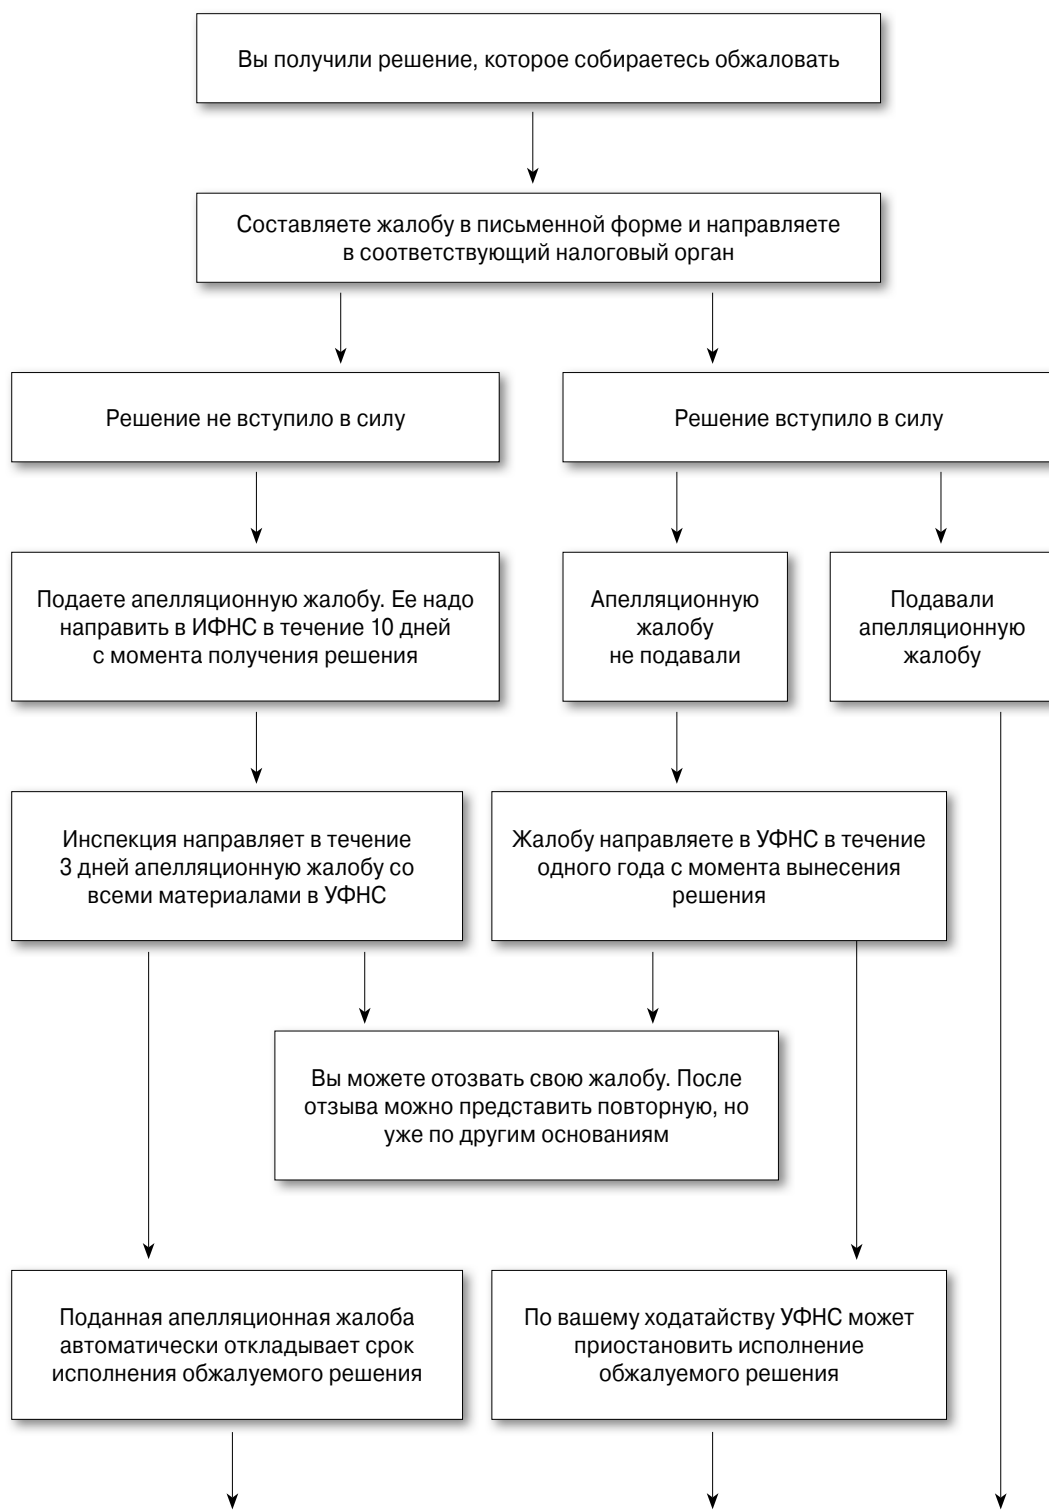 Вы получили решение, которое собираетесь обжаловать
Составляете жалобу в письменной форме и направляете
в соответствующий налоговый орган
Решение не вступило в силу
Решение вступило в силу
Подаете апелляционную жалобу. Ее надо
направить в ИФНС в течение 10 дней
с момента получения решения
Апелляционную
жалобу
не подавали
Подавали
апелляционную
жалобу
Инспекция направляет в течение
3 дней апелляционную жалобу со
всеми материалами в УФНС
Жалобу направляете в УФНС в течение
одного года с момента вынесения
решения
Вы можете отозвать свою жалобу. После
отзыва можно представить повторную, но
уже по другим основаниям
Поданная апелляционная жалоба
автоматически откладывает срок
исполнения обжалуемого решения
По вашему ходатайству УФНС может
приостановить исполнение
обжалуемого решения